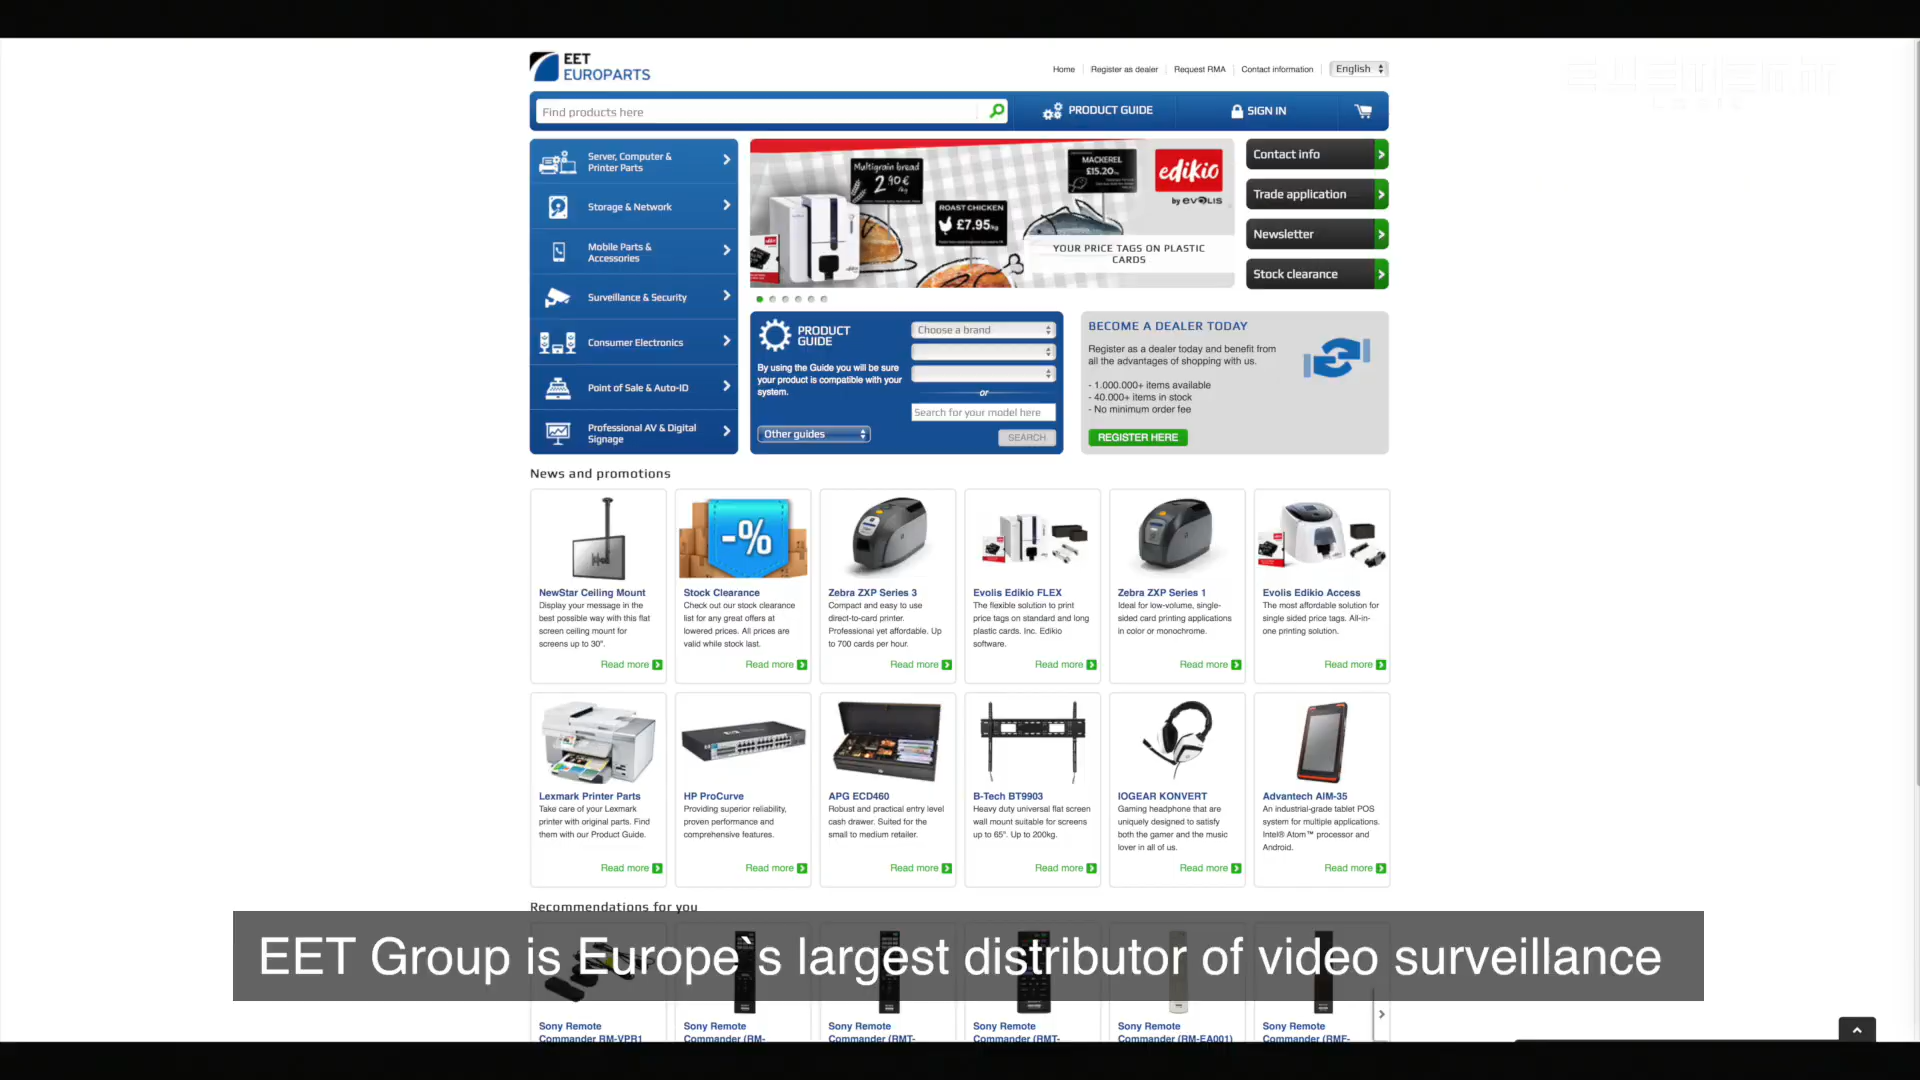 EET
EUROPARTS
Home
Register as dealer
Request RMA
Contact information
English
Find products here
PRODUCT GUIDE
SIGN IN
Server, Computer &
Printer Parts
Storage & Network
Mobile Parts &
Accessories
Surveillance & Security
Consumer Electronics
Point of Sale & Auto-ID
Professional AV & Digital
Signage
Multigrain bread
2.90€
MACKEREL
£15.20
ROAST CHICKEN
£7.95/kg
edikio
by evolis
YOUR PRICE TAGS ON PLASTIC
CARDS
Contact info
Trade application
Newsletter
Stock clearance
PRODUCT
GUIDE
By using the Guide you will be sure
your product is compatible with your
system.
Other guides
Choose a brand
or
Search for your model here
SEARCH
BECOME A DEALER TODAY
Register as a dealer today and benefit from
all the advantages of shopping with us.
- 1.000.000+ items available
- 40.000+ items in stock
- No minimum order fee
REGISTER HERE
News and promotions
-%
NewStar Ceiling Mount
Display your message in the
best possible way with this flat
screen ceiling mount for
screens up to 30".
Read more
Stock Clearance
Check out our stock clearance
list for any great offers at
lowered prices. All prices are
valid while stock last.
Read more
Zebra ZXP Series 3
Compact and easy to use
direct-to-card printer.
Professional yet affordable. Up
to 700 cards per hour.
Read more
Evolis Edikio FLEX
The flexible solution to print
price tags on standard and long
plastic cards. Inc. Edikio
software.
Read more
Zebra ZXP Series 1
Ideal for low-volume, single-
sided card printing applications
in color or monochrome.
Read more
Evolis Edikio Access
The most affordable solution for
single sided price tags. All-in-
one printing solution.
Read more
Lexmark Printer Parts
Take care of your Lexmark
printer with original parts. Find
them with our Product Guide.
Read more
HP ProCurve
Providing superior reliability,
proven performance and
comprehensive features.
Read more
APG ECD460
Robust and practical entry level
cash drawer. Suited for the
small to medium retailer.
Read more
B-Tech BT9903
Heavy duty universal flat screen
wall mount suitable for screens
up to 65". Up to 200kg.
Read more
IOGEAR KONVERT
Gaming headphone that are
uniquely designed to satisfy
both the gamer and the music
lover in all of us.
Read more
Advantech AIM-35
An industrial-grade tablet POS
system for multiple applications.
Intel® Atom™ processor and
Android.
Read more
Recommendations for you
EET Group is Europe`s largest distributor of video surveillance
Sony Remote
Commander RM-VPR1
Sony Remote
Commander (RM-
Sony Remote
Commander (RMT-
Sony Remote
Commander (RMT-
Sony Remote
Commander (RM-EA001)
Sony Remote
Commander (RMF-